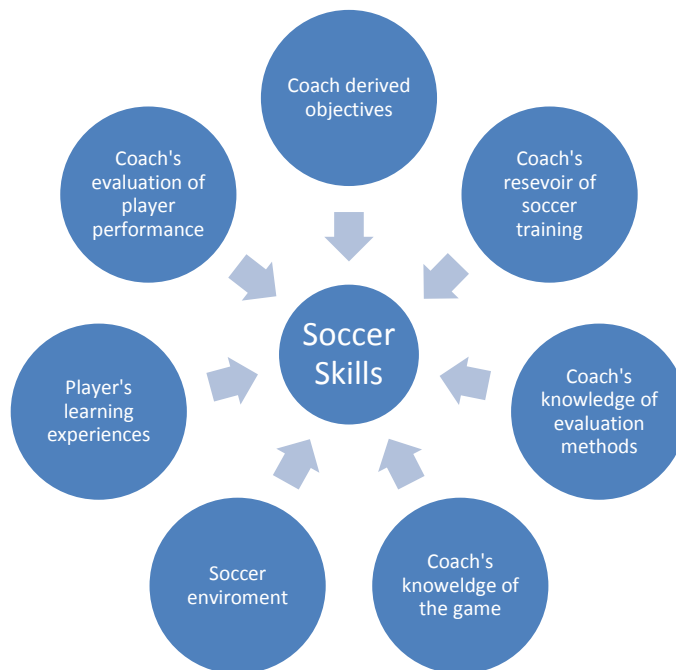 Coach derived
objectives
Coach's
resevoir of
soccer
training
Coach's
knowledge of
evaluation
methods
Coach's
knoweldge of
the game
Soccer
enviroment
Player's
learning
experiences
Coach's
evaluation of
player
performance
Soccer
Skills